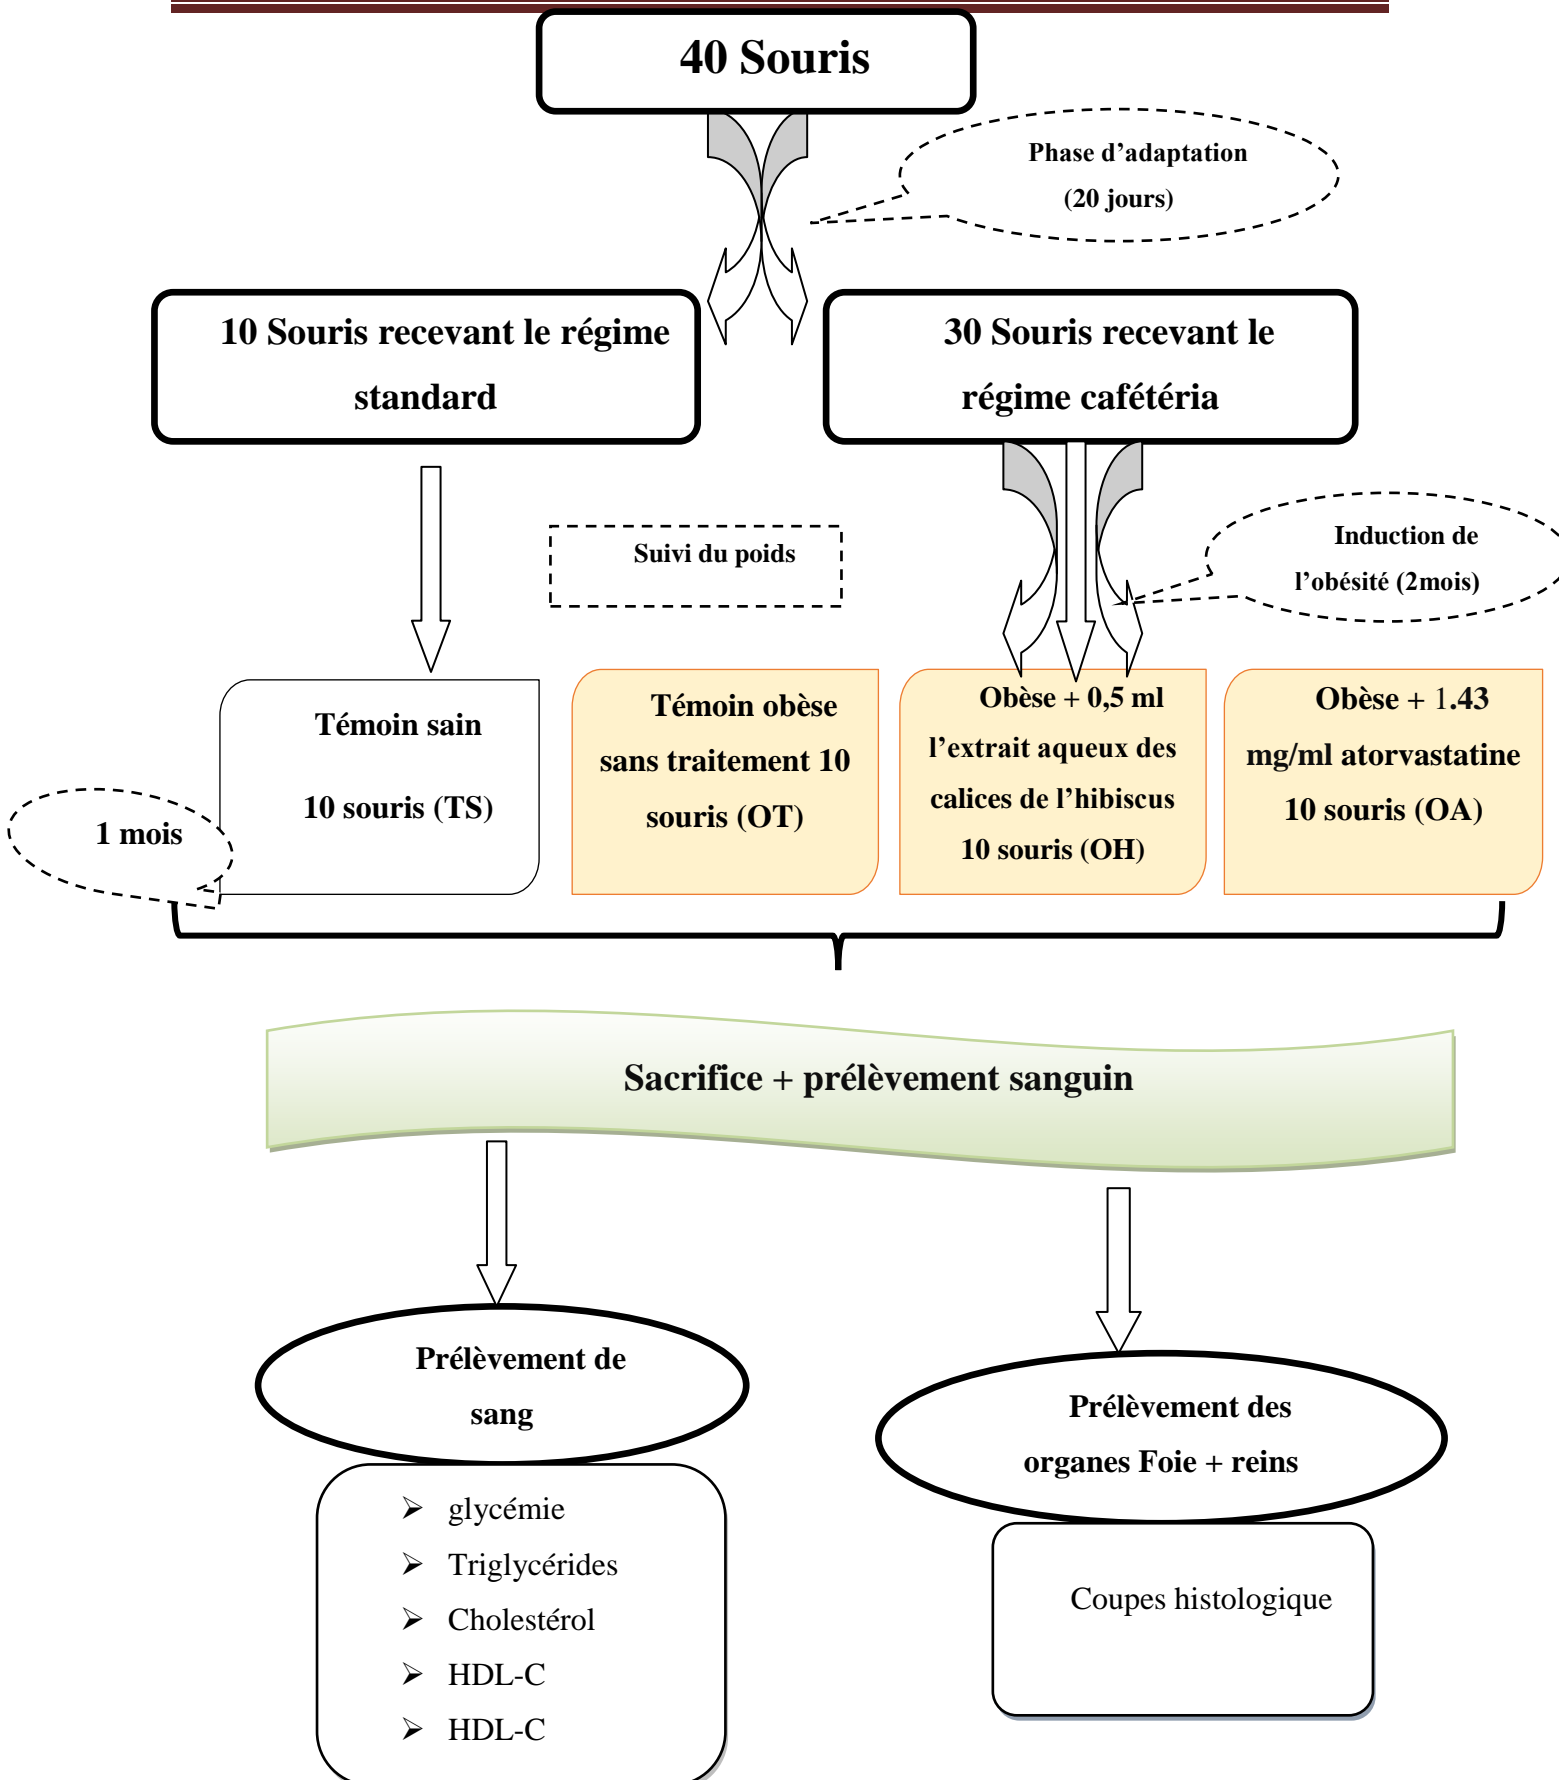 40 Souris
Phase d’adaptation
(20 jours)
10 Souris recevant le régime
standard
30 Souris recevant le
régime cafétéria
Suivi du poids
Induction de
l’obésité (2mois)
Témoin sain
10 souris (TS)
Témoin obèse
sans traitement 10
souris (OT)
Obèse + 0,5 ml
l’extrait aqueux des
calices de l’hibiscus
10 souris (OH)
Obèse + 1.43
mg/ml atorvastatine
10 souris (OA)
1 mois
Sacrifice + prélèvement sanguin
Prélèvement de
sang
Prélèvement des
organes Foie + reins
➢ glycémie
➢ Triglycérides
➢ Cholestérol
➢ HDL-C
➢ HDL-C
Coupes histologique